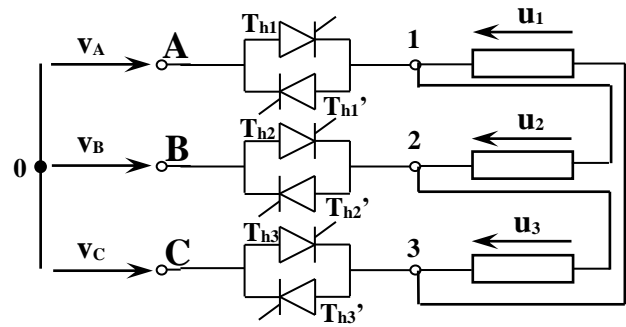 Th1 1 u1
vA A
Th1’
Th2 2 u2
vB B
0
Th2’
Th3 3 u3
vC C
Th3’